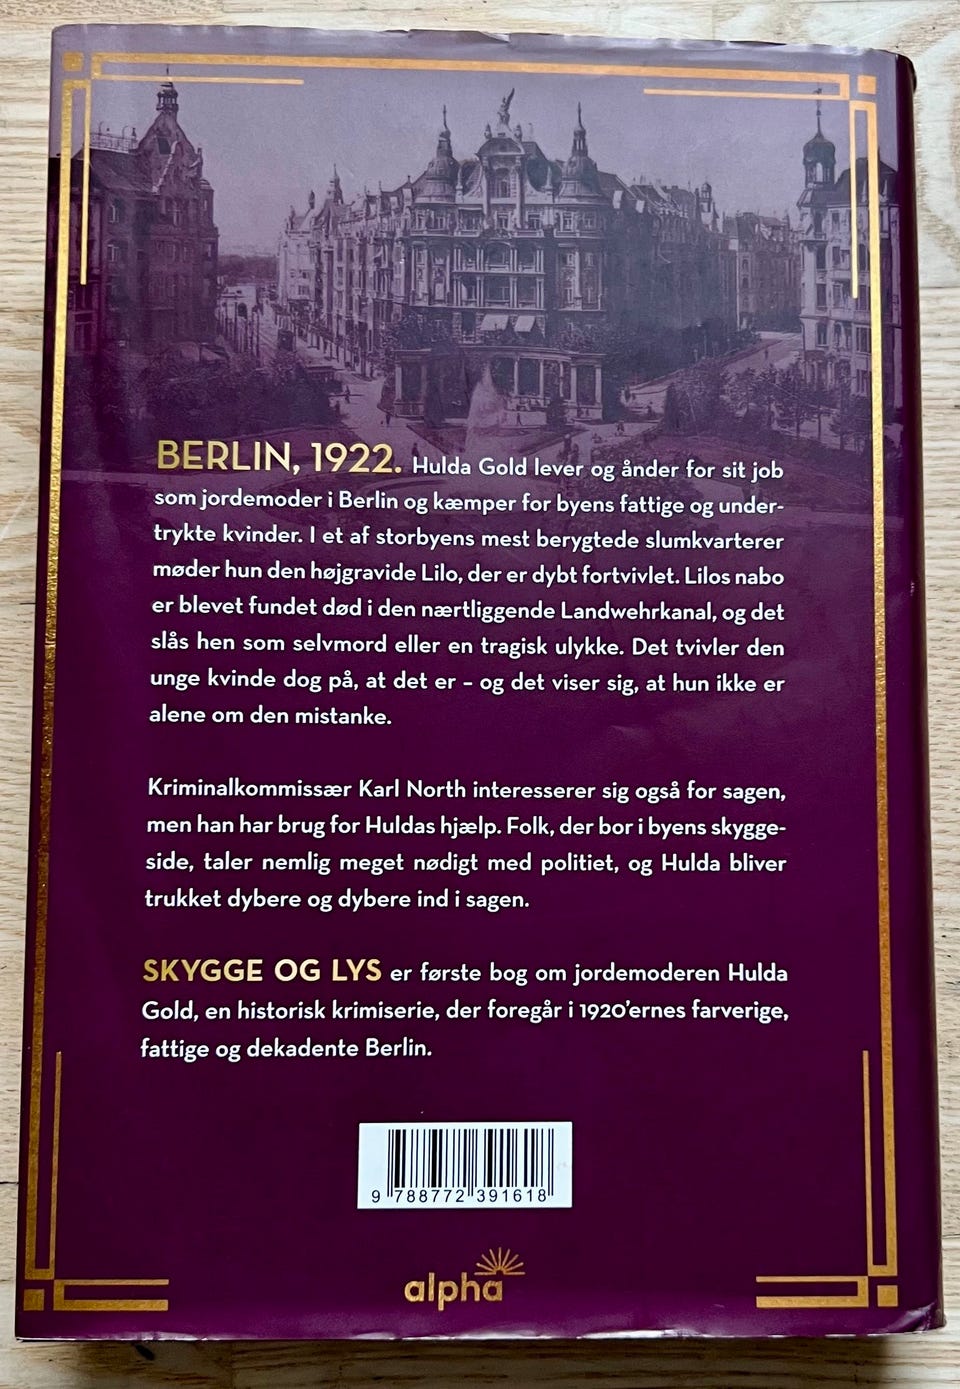 BERLIN, 1922. Hulda Gold lever og ånder for sit job
som jordemoder i Berlin og kæmper for byens fattige og under-
trykte kvinder. I et af storbyens mest berygtede slumkvarterer
møder hun den højgravide Lilo, der er dybt fortvivlet. Lilos nabo
er blevet fundet død i den nærtliggende Landwehrkanal, og det
slås hen som selvmord eller en tragisk ulykke. Det tvivler den
unge kvinde dog på, at det er – og det viser sig, at hun ikke er
alene om den mistanke.
Kriminalkommissær Karl North interesserer sig også for sagen,
men han har brug for Huldas hjælp. Folk, der bor i byens skygge-
side, taler nemlig meget nødigt med politiet, og Hulda bliver
trukket dybere og dybere ind i sagen.
SKYGGE OG LYS er første bog om jordemoderen Hulda
Gold, en historisk krimiserie, der foregår i 1920'ernes farverige,
fattige og dekadente Berlin.
9 788772 391618
alpha